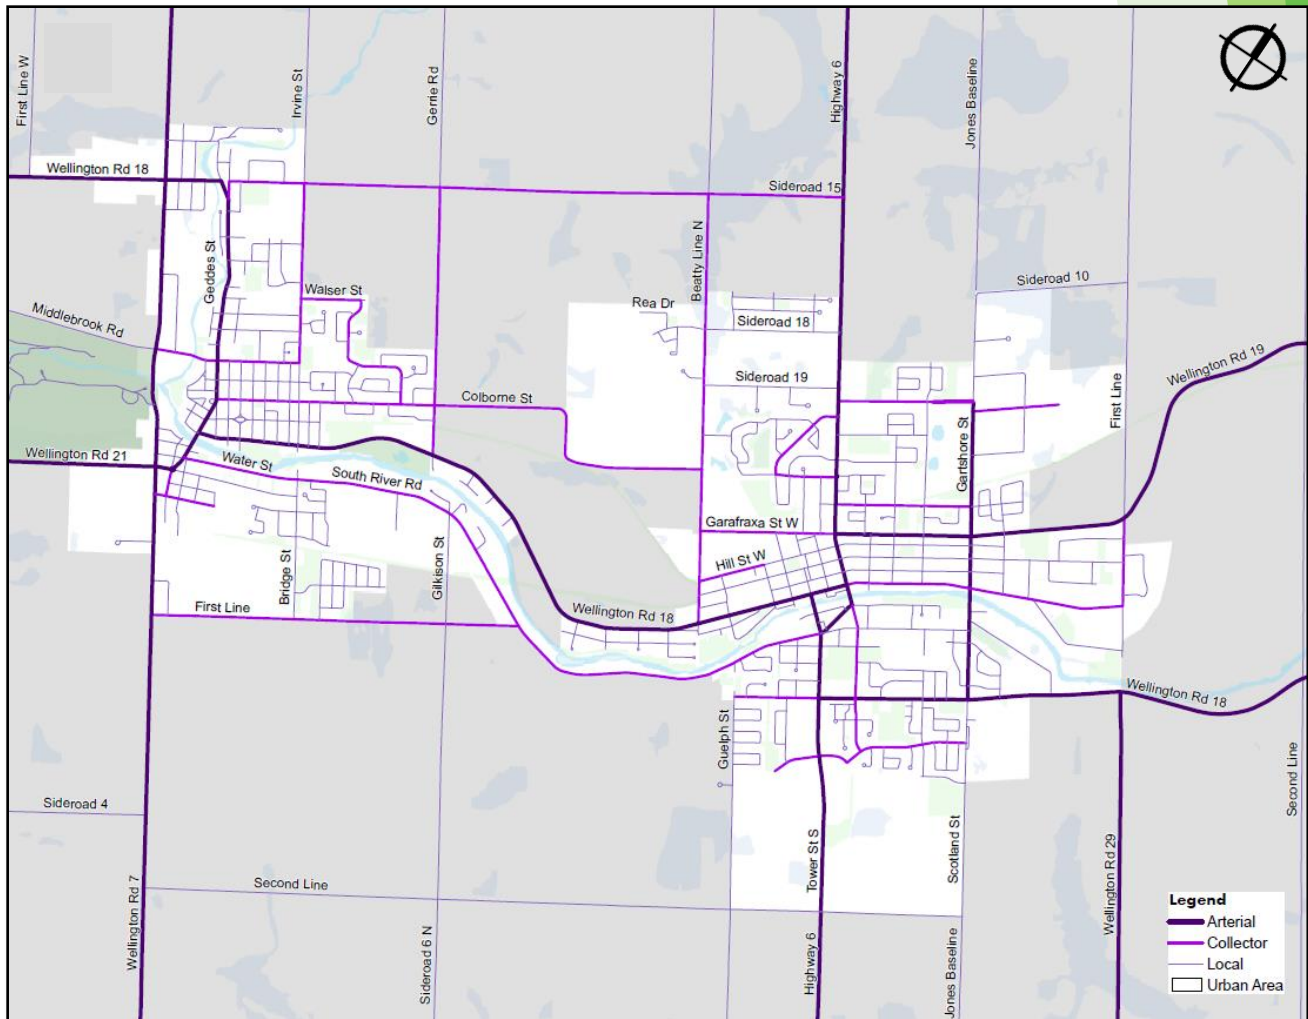 First Line W
Irvine St
Gerrie Rd
Highway 6
Jones Baseline
Wellington Rd 18
Sideroad 15
Geddes St
Beatty Line N
Walser St
Rea Dr
Sideroad 10
Middlebrook Rd
Sideroad 18
Wellington Rd 19
Sideroad 19
Colborne St
First Line
Gartshore St
Wellington Rd 21
Water St
South River Rd
Garafraxa St W
Hill St W
Bridge St
Gilkison St
First Line
Wellington Rd 18
Wellington Rd 18
Guelph St
Second Line
Sideroad 4
Tower St S
Scotland St
Second Line
Wellington Rd 7
Wellington Rd 29
Sideroad 6 N
Highway 6
Jones Baseline
Legend
Arterial
Collector
Local
Urban Area